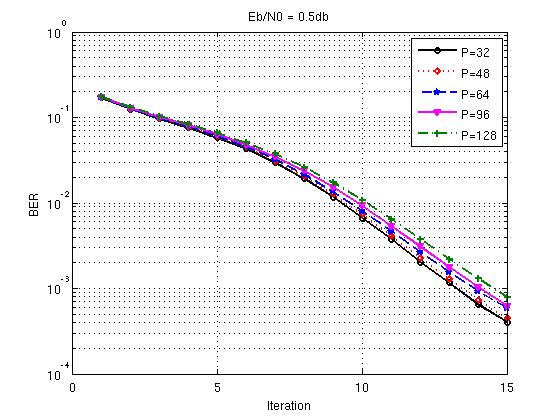 Eb/N0 = 0.5db
10^0
10^-1
10^-2
10^-3
10^-4
BER
P=32
P=48
P=64
P=96
P=128
0
5
10
15
Iteration